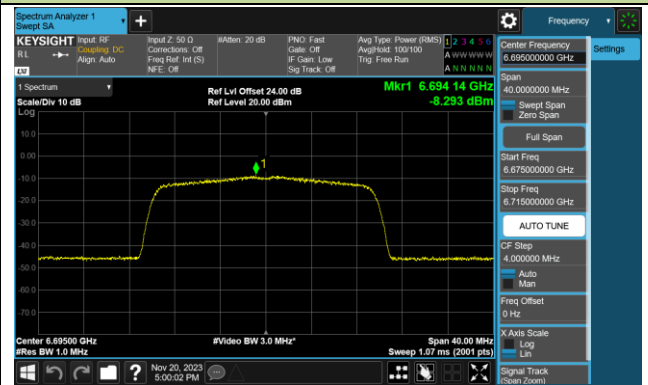 Spectrum Analyzer 1
Swept SA
+
Frequency
KEYSIGHT
RL
LXI
Input: RF
Coupling: DC
Align: Auto
Input Z: 50 Ω
Corrections: Off
Freq Ref: Int (S)
NFE: Off
#Atten: 20 dB
PNO: Fast
Gate: Off
IF Gain: Low
Sig Track: Off
Avg Type: Power (RMS)
Avg|Hold: 100/100
Trig: Free Run
1 2 3 4 5 6
A W W W W W
A N N N N N
1 Spectrum
Scale/Div 10 dB
Log
Ref Lvl Offset 24.00 dB
Ref Level 20.00 dBm
Mkr1 6.694 14 GHz
-8.293 dBm
10.0
0.00
-10.0
-20.0
-30.0
-40.0
-50.0
-60.0
-70.0
1
Center 6.69500 GHz
#Res BW 1.0 MHz
#Video BW 3.0 MHz*
Span 40.00 MHz
Sweep 1.07 ms (2001 pts)
Nov 20, 2023
5:00:02 PM
?
Center Frequency
6.695000000 GHz
Settings
Span
40.0000000 MHz
Swept Span
Zero Span
Full Span
Start Freq
6.675000000 GHz
Stop Freq
6.715000000 GHz
AUTO TUNE
CF Step
4.000000 MHz
Auto
Man
Freq Offset
0 Hz
X Axis Scale
Log
Lin
Signal Track
(Span Zoom)